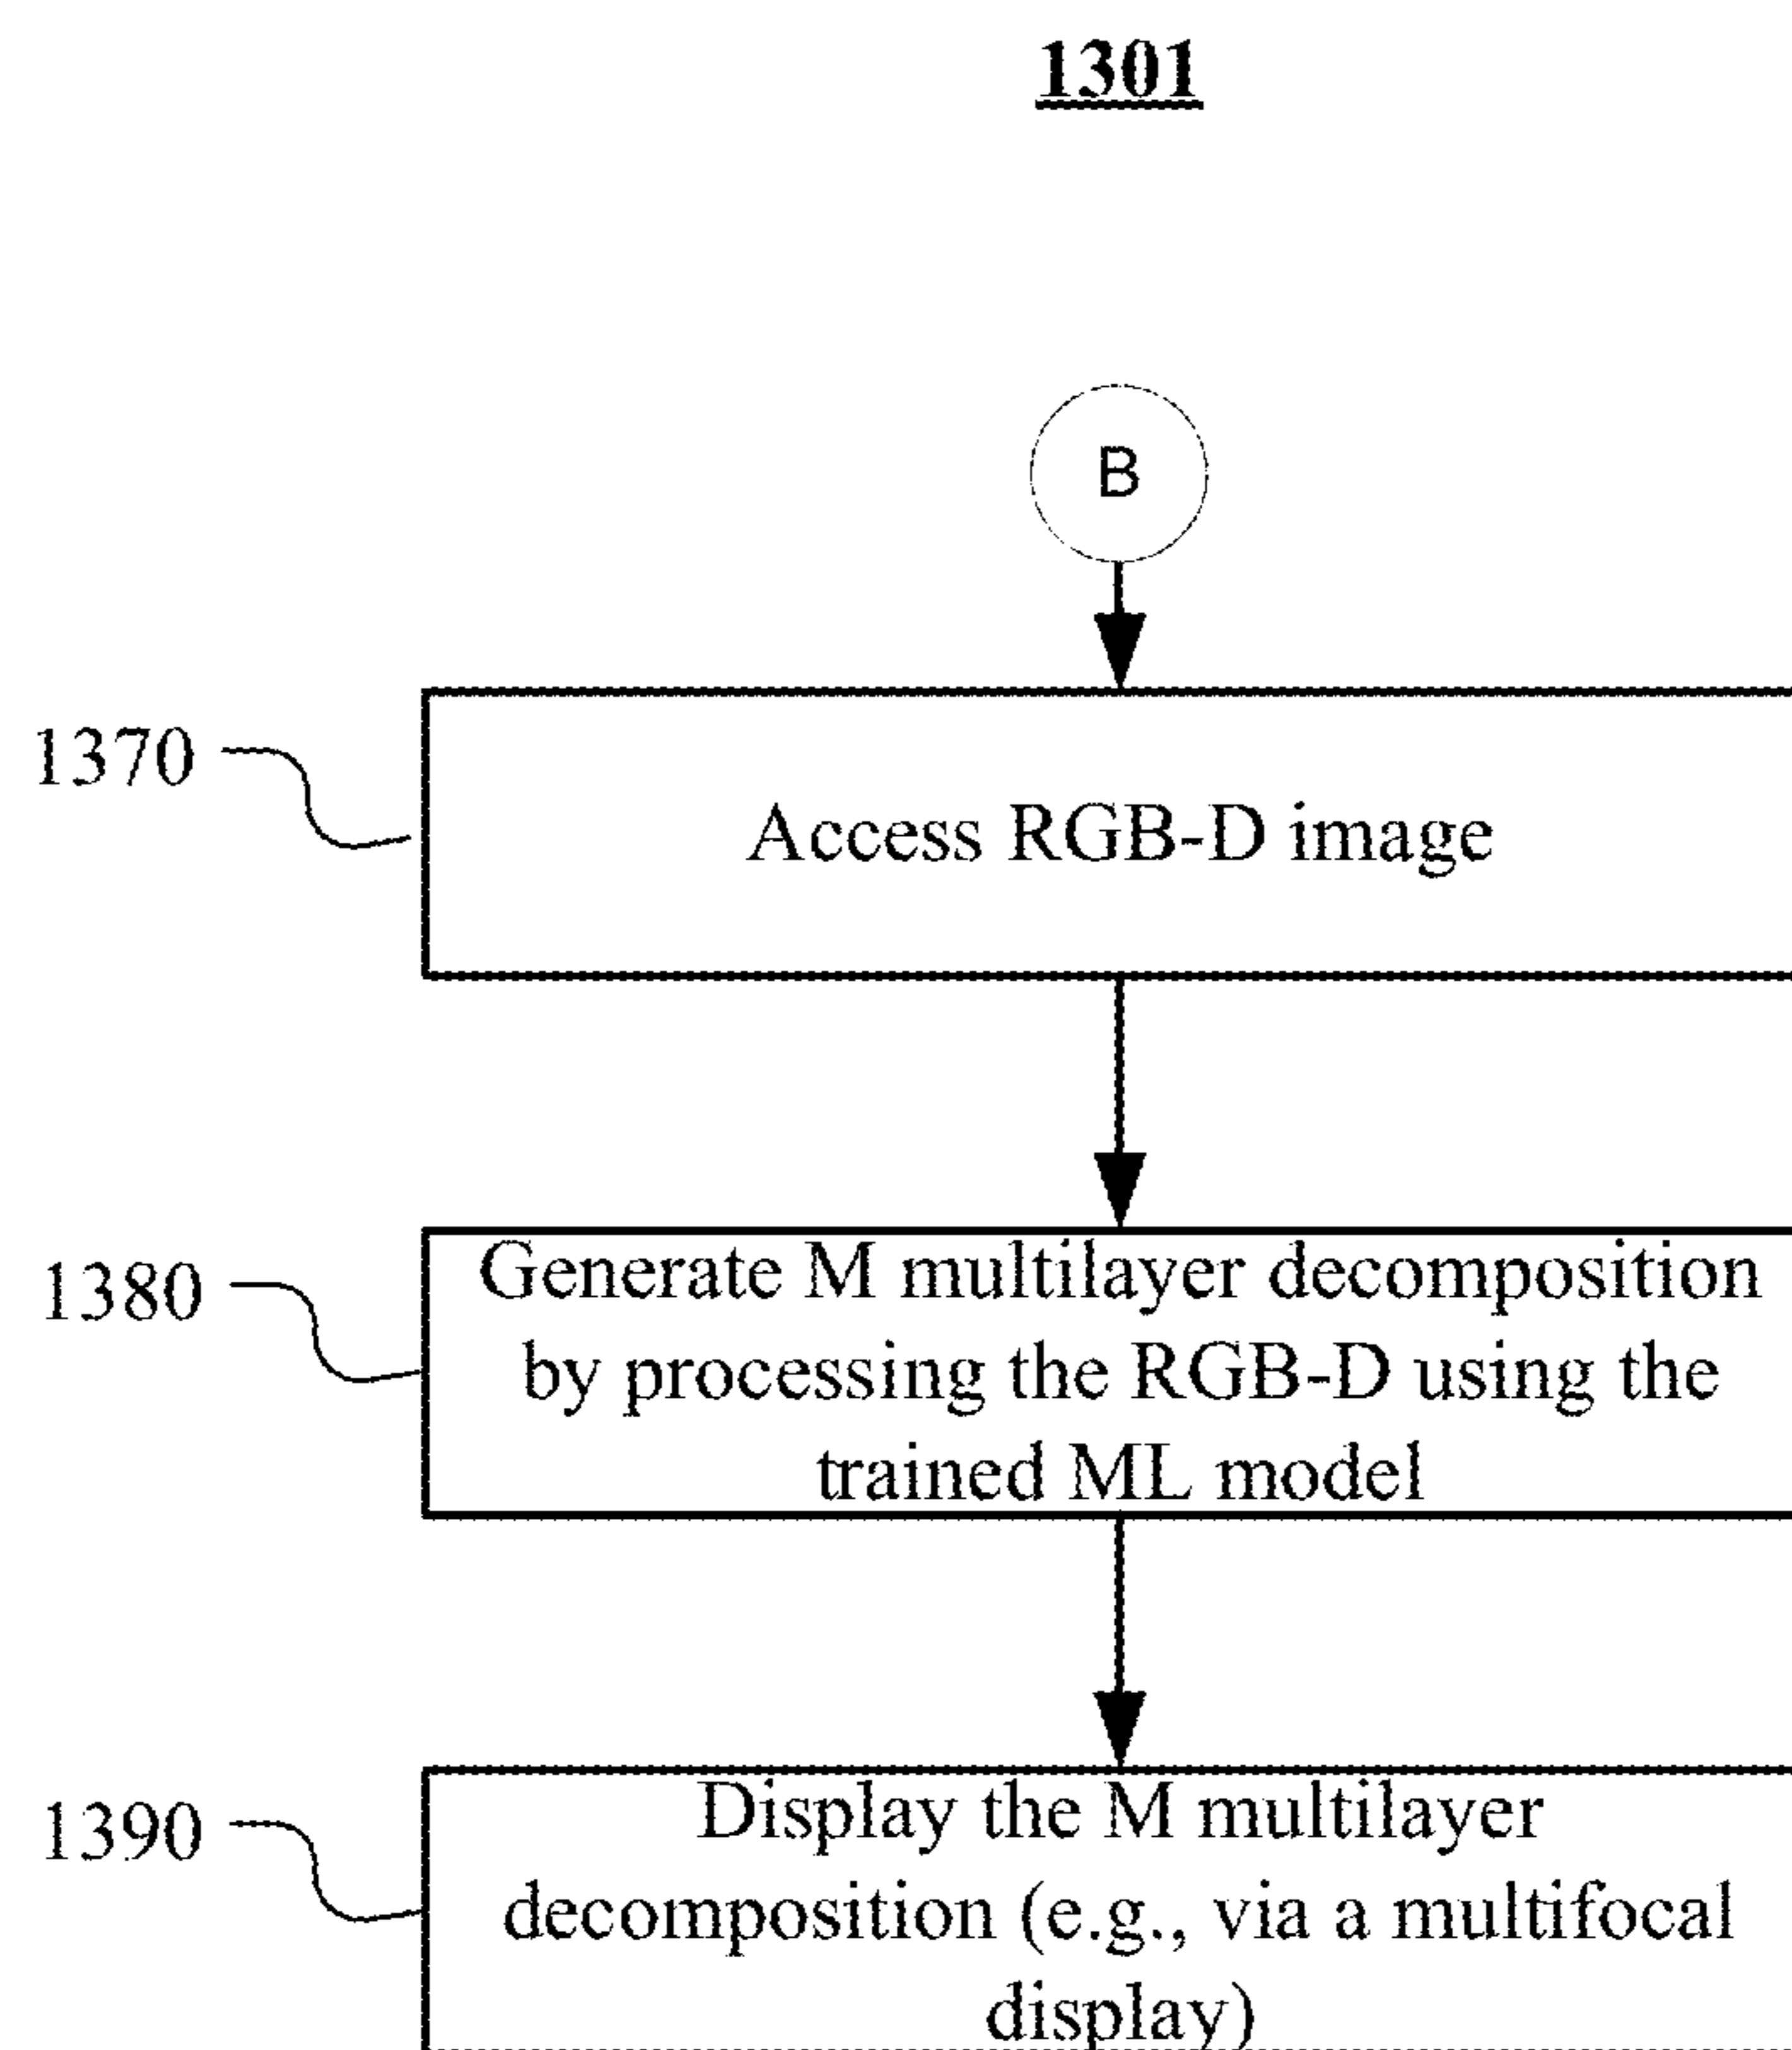 1301
B
1370
Access RGB-D image
1380
Generate M multilayer decomposition
by processing the RGB-D using the
trained ML model
1390
Display the M multilayer
decomposition (e.g., via a multifocal
display)